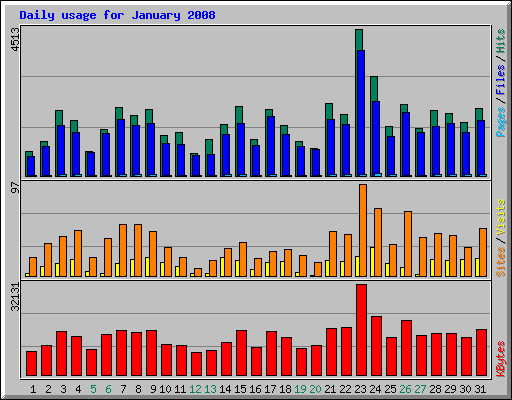 Daily usage for January 2008
4513
Pages / Files / Hits
97
Sites / Visits
32131
KBytes
1 2 3 4 5 6 7 8 9 10 11 12 13 14 15 16 17 18 19 20 21 22 23 24 25 26 27 28 29 30 31